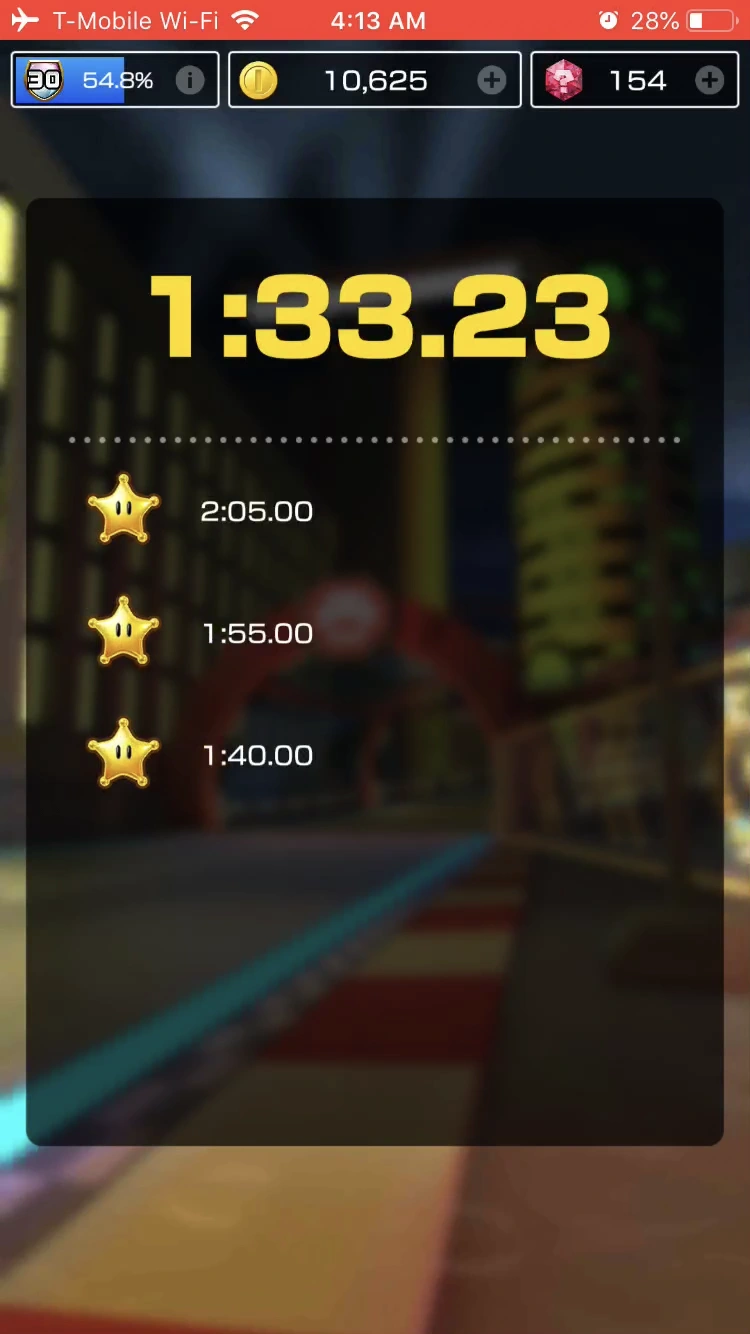 T-Mobile Wi-Fi 4:13 AM 28%
30 54.8% i 10,625 + ? 154 +
1:33.23
2:05.00
1:55.00
1:40.00